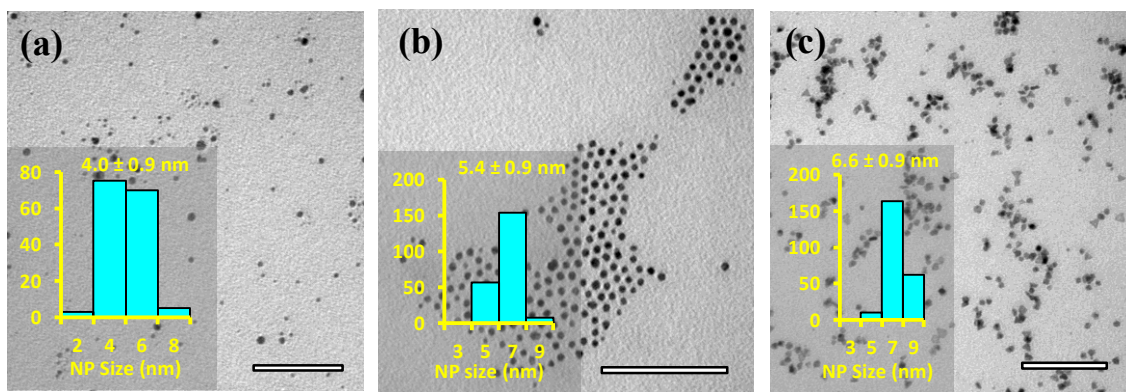 (a)
4.0 ± 0.9 nm
80
60
40
20
0
2 4 6 8
NP Size (nm)
(b)
5.4 ± 0.9 nm
200
150
100
50
0
3 5 7 9
NP size (nm)
(c)
6.6 ± 0.9 nm
200
150
100
50
0
3 5 7 9
NP Size (nm)